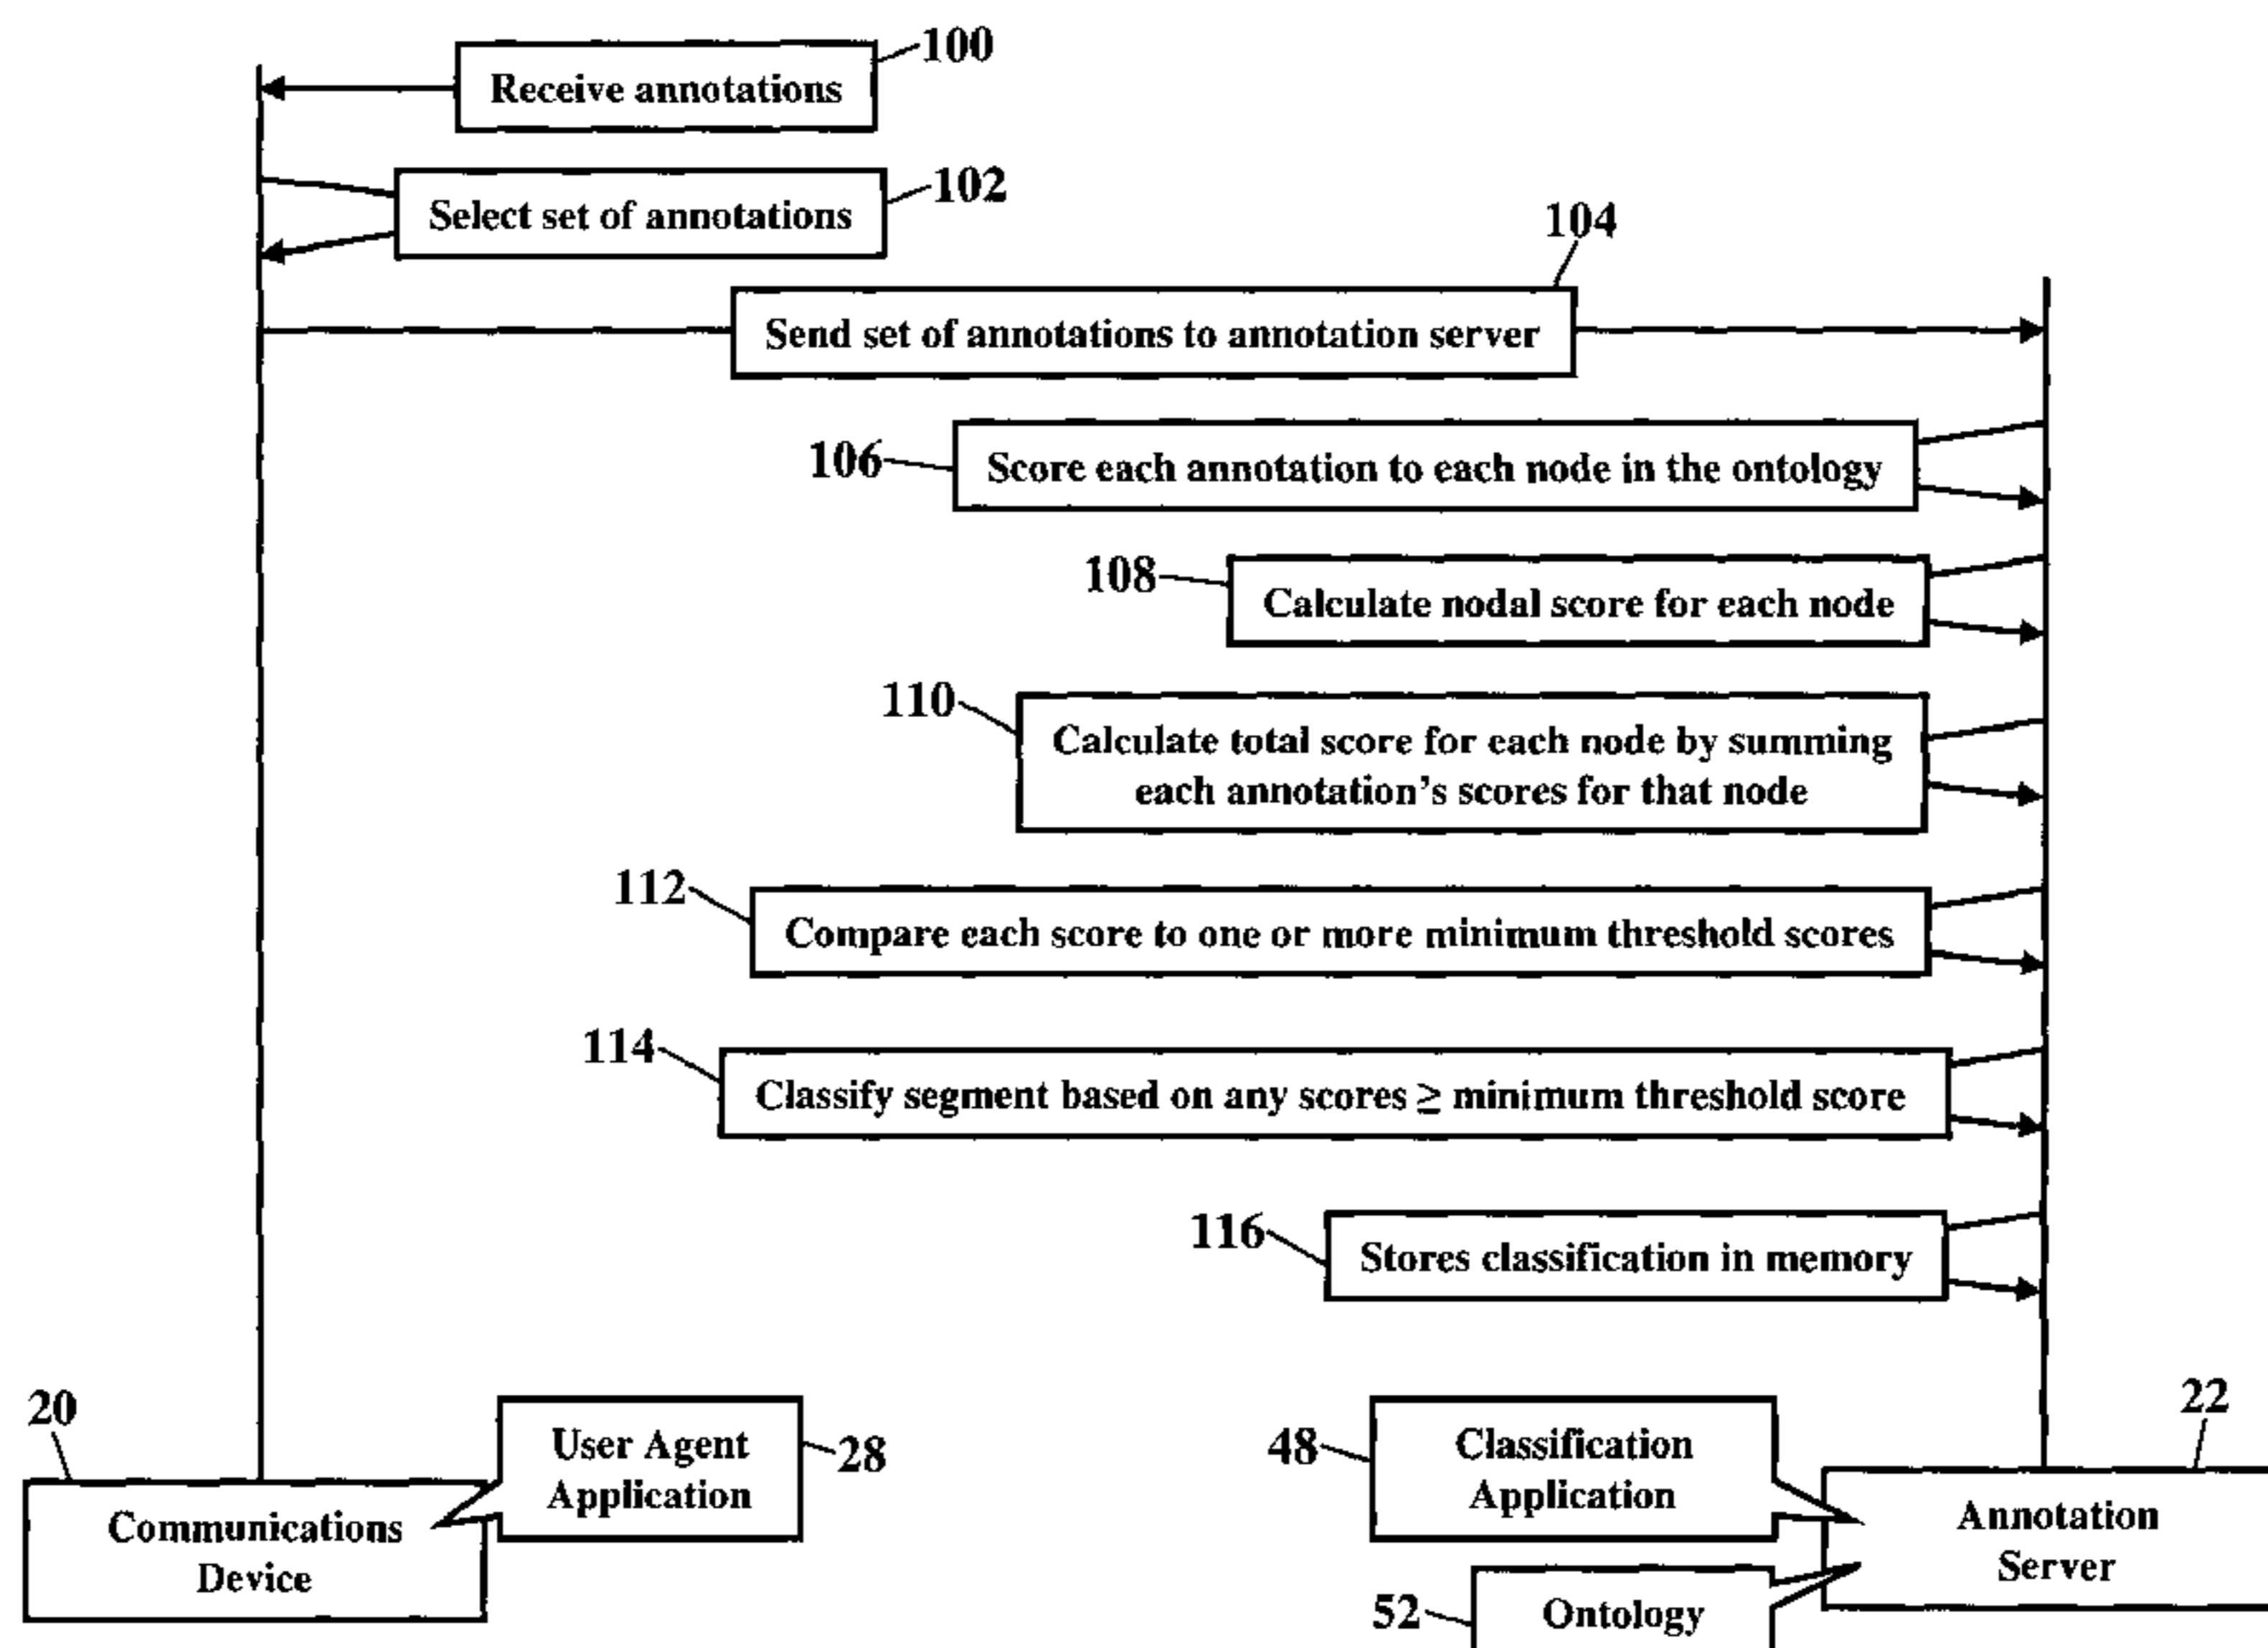 100
Receive annotations
102
Select set of annotations
104
Send set of annotations to annotation server
106
Score each annotation to each node in the ontology
108
Calculate nodal score for each node
110
Calculate total score for each node by summing
each annotation's scores for that node
112
Compare each score to one or more minimum threshold scores
114
Classify segment based on any scores ≥ minimum threshold score
116
Stores classification in memory
20
Communications
Device
User Agent
Application
28
48
Classification
Application
22
Annotation
Server
52
Ontology